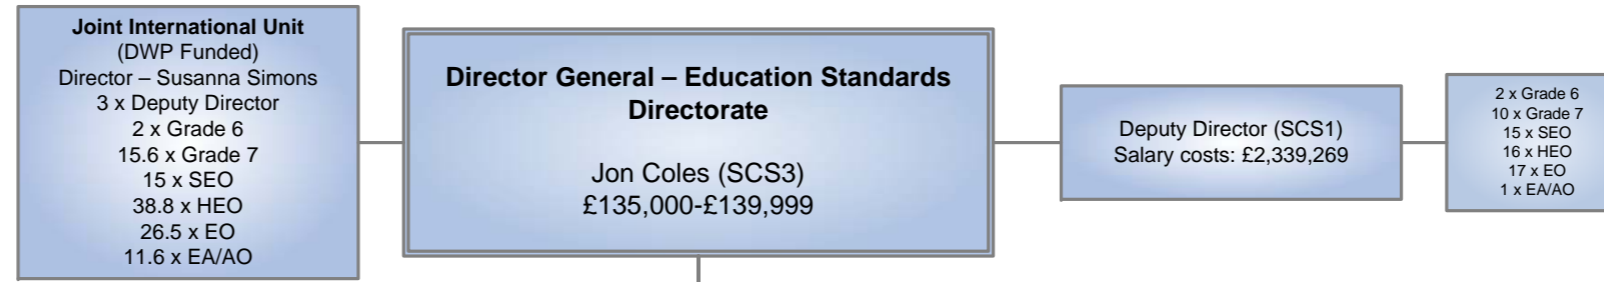 Joint International Unit
(DWP Funded)
Director – Susanna Simons
3 x Deputy Director
2 x Grade 6
15.6 x Grade 7
15 x SEO
38.8 x HEO
26.5 x EO
11.6 x EA/AO
Director General – Education Standards
Directorate
Jon Coles (SCS3)
£135,000-£139,999
Deputy Director (SCS1)
Salary costs: £2,339,269
2 x Grade 6
10 x Grade 7
15 x SEO
16 x HEO
17 x EO
1 x EA/AO